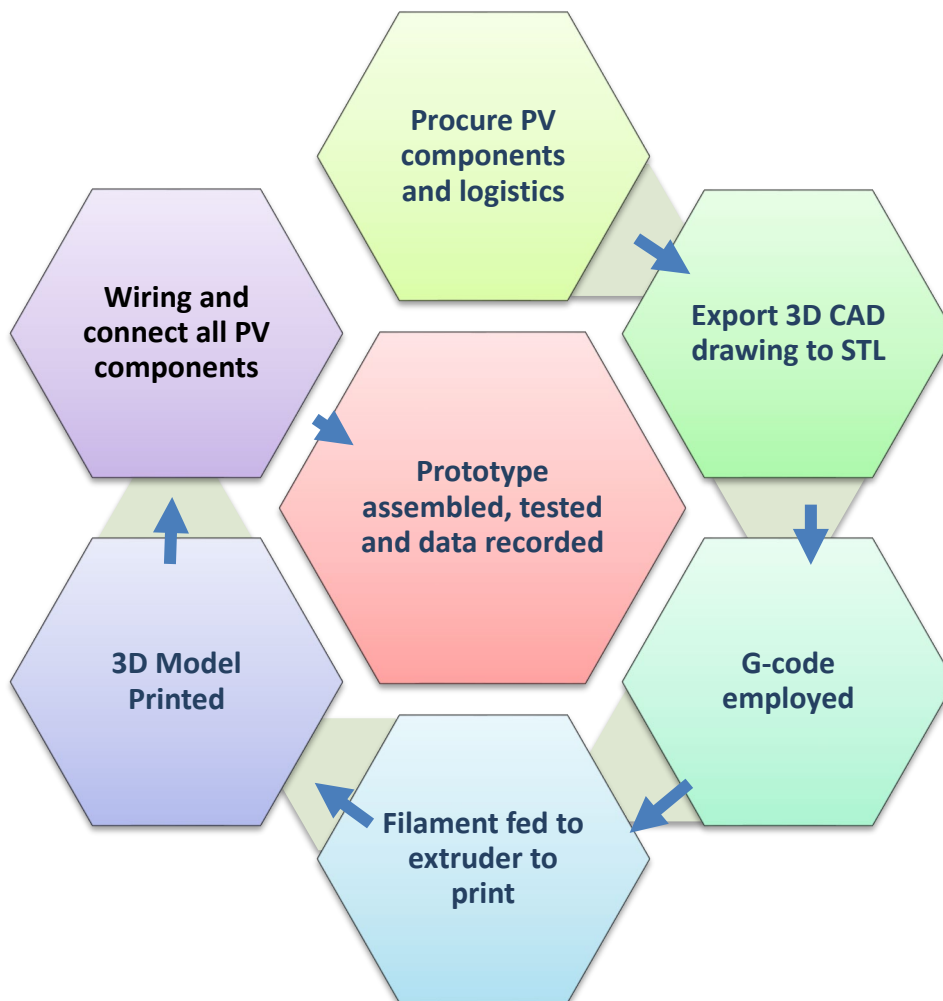 Procure PV
components
and logistics
Export 3D CAD
drawing to STL
G-code
employed
Filament fed to
extruder to
print
3D Model
Printed
Wiring and
connect all PV
components
Prototype
assembled, tested
and data recorded